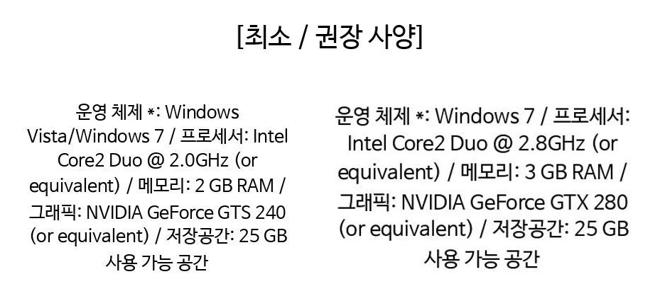 [최소 / 권장 사양]
운영 체제 *: Windows
Vista/Windows 7 / 프로세서: Intel
Core2 Duo @ 2.0GHz (or
equivalent) / 메모리: 2 GB RAM /
그래픽: NVIDIA GeForce GTS 240
(or equivalent) / 저장공간: 25 GB
사용 가능 공간
운영 체제 *: Windows 7 / 프로세서:
Intel Core2 Duo @ 2.8GHz (or
equivalent) / 메모리: 3 GB RAM /
그래픽: NVIDIA GeForce GTX 280
(or equivalent) / 저장공간: 25 GB
사용 가능 공간